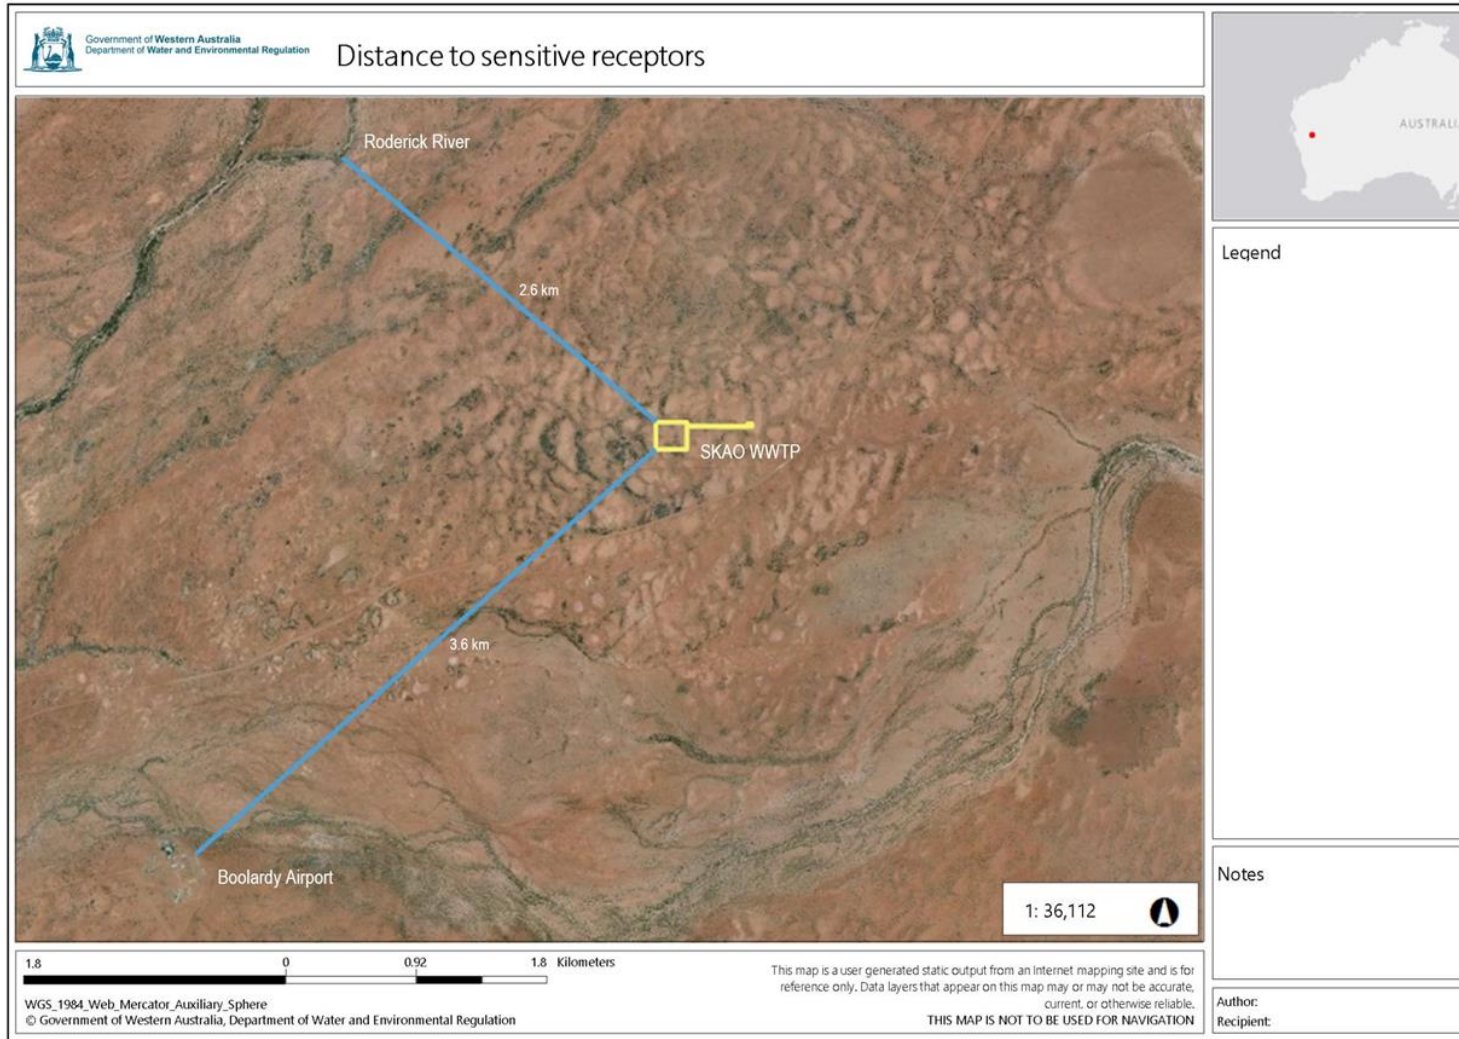 Government of Western Australia
Department of Water and Environmental Regulation
Distance to sensitive receptors
AUSTRALIA
Roderick River
2.6 km
SKAO WWTP
3.6 km
Boolardy Airport
1: 36,112
Legend
Notes
1.8 0 0.92 1.8 Kilometers
WGS_1984_Web_Mercator_Auxiliary_Sphere
© Government of Western Australia, Department of Water and Environmental Regulation
This map is a user generated static output from an Internet mapping site and is for
reference only. Data layers that appear on this map may or may not be accurate,
current, or otherwise reliable.
THIS MAP IS NOT TO BE USED FOR NAVIGATION
Author:
Recipient: